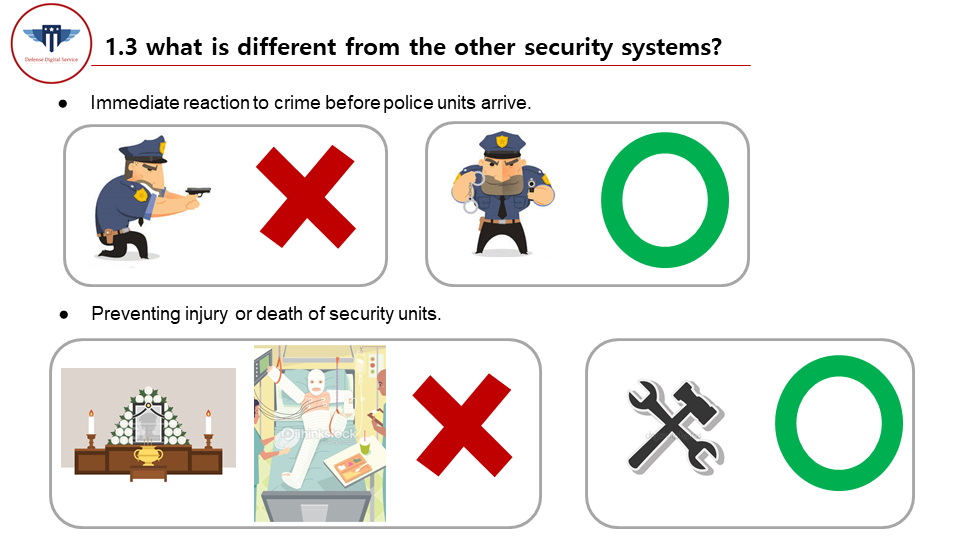 Defense Digital Service
1.3 what is different from the other security systems?
● Immediate reaction to crime before police units arrive.
● Preventing injury or death of security units.
Thinkstock